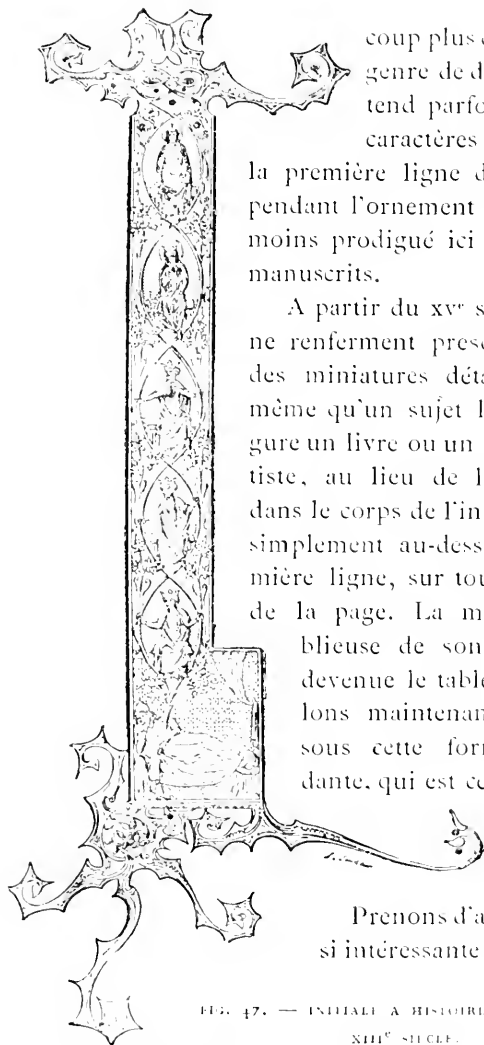 coup plus
genre de d
tend parfo
caractères
la première ligne d
pendant l'ornement
moins prodigué ici
manuscrits.
A partir du xvᵉ s
ne renferment pres
des miniatures déta
même qu'un sujet l
gure un livre ou un
tiste, au lieu de l
dans le corps de l'in
simplement au-dess
mière ligne, sur tou
de la page. La m
blieuse de son
devenue le table
lons maintenan
sous cette for
dante, qui est ce
Prenons d'a
si intéressante
FIG. 47. — INITIALE A HISTOIRE
XIIIᵉ SIÈCLE.